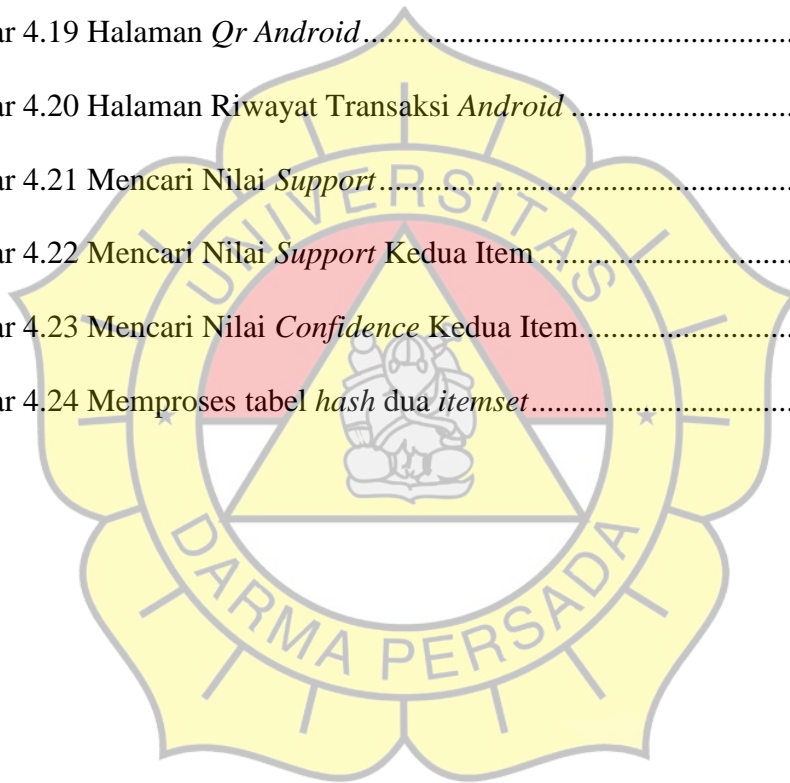 ar 4.19 Halaman Qr Android
ar 4.20 Halaman Riwayat Transaksi Android
ar 4.21 Mencari Nilai Support
ar 4.22 Mencari Nilai Support Kedua Item
ar 4.23 Mencari Nilai Confidence Kedua Item
ar 4.24 Memproses tabel hash dua itemset
UNIVERSITAS
DARMA PERSADA